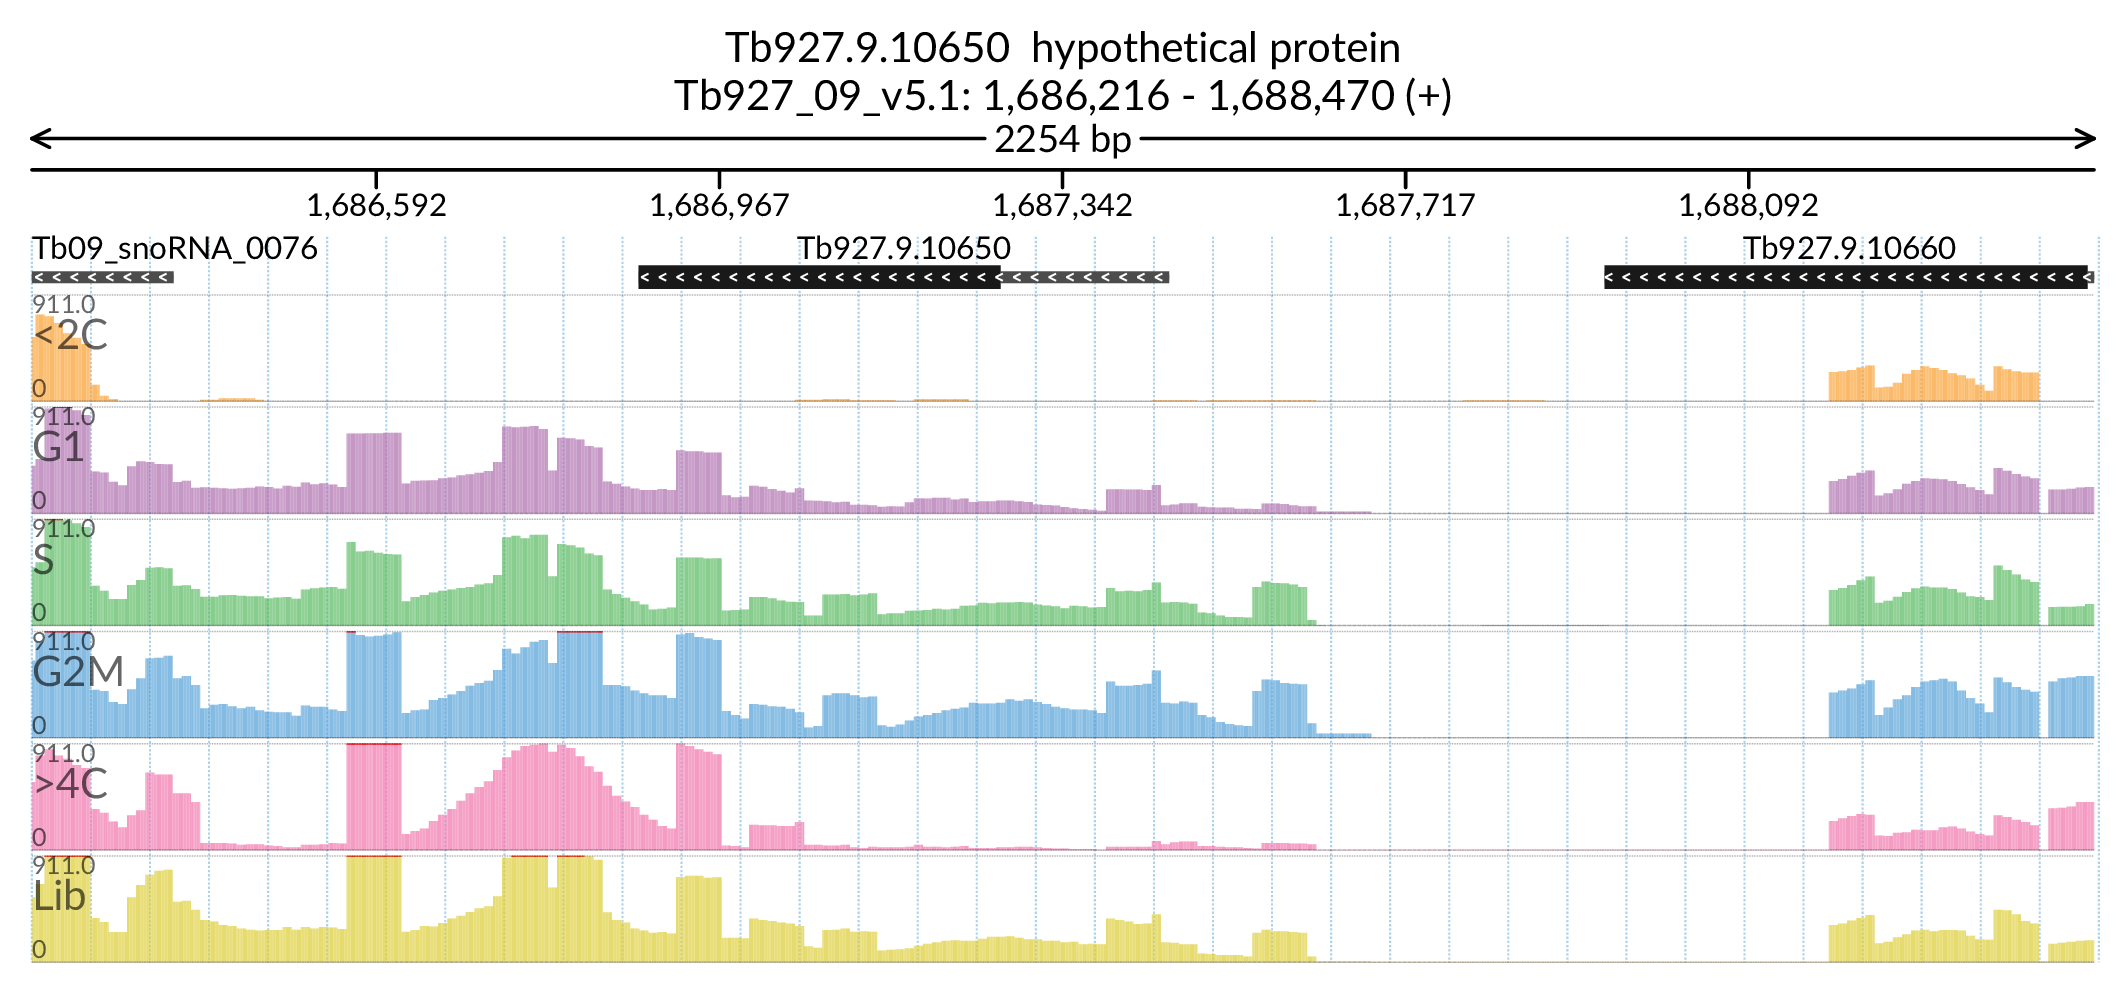 Tb927.9.10650 hypothetical protein
Tb927_09_v5.1: 1,686,216 - 1,688,470 (+)
2254 bp
1,686,592 1,686,967 1,687,342 1,687,717 1,688,092
Tb09_snoRNA_0076 Tb927.9.10650 Tb927.9.10660
911.0
<2C
0
911.0
G1
0
911.0
S
0
911.0
G2M
0
911.0
>4C
0
911.0
Lib
0